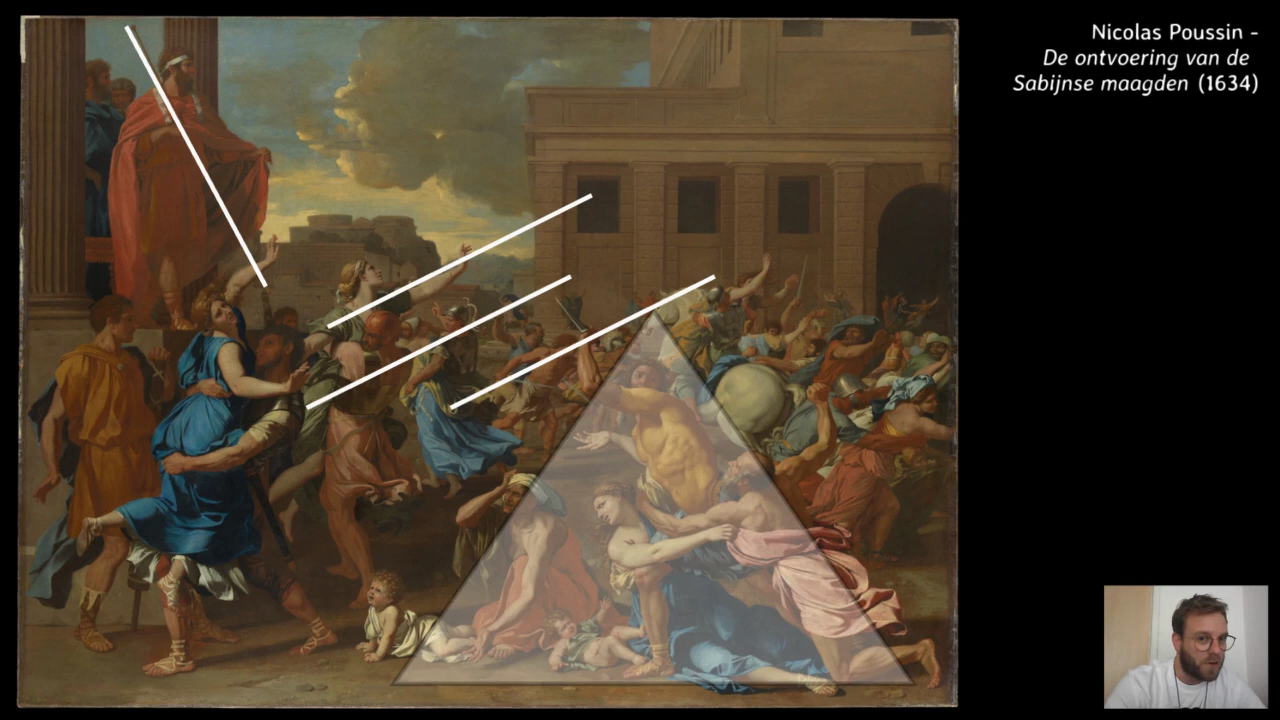 Nicolas Poussin -
De ontvoering van de
Sabijnse maagden (1634)